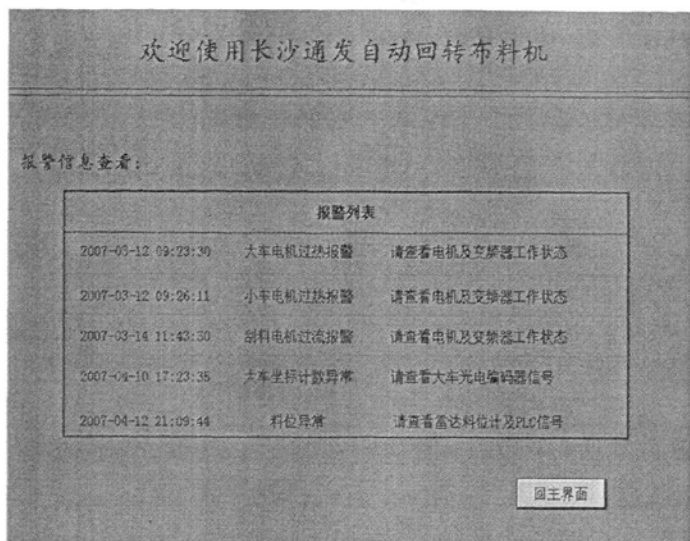 欢迎使用长沙通发自动回转布料机
报警信息查看:
报警列表
2007-03-12 09:23:30 大车电机过热报警 请查看电机及变频器工作状态
2007-03-12 09:26:11 小车电机过热报警 请查看电机及变频器工作状态
2007-03-14 11:43:30 刮料电机过流报警 请查看电机及变频器工作状态
2007-04-10 17:23:35 大车坐标计数异常 请查看大车光电编码器信号
2007-04-12 21:09:44 料位异常 请查看雷达料位计及PLC信号
回主界面